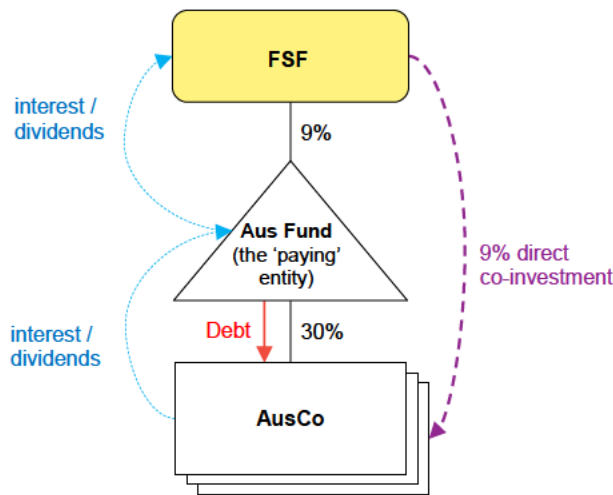 FSF
interest /
dividends
9%
Aus Fund
(the ‘paying’
entity)
9% direct
co-investment
interest /
dividends
Debt
30%
AusCo